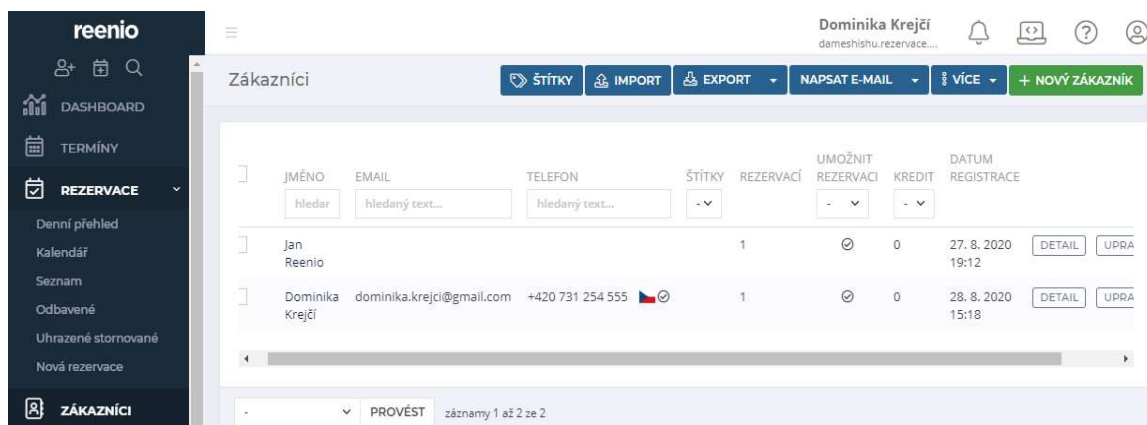 reenio
Dominika Krejčí
dameshishu.rezervace....
Zákazníci
ŠTÍTKY
IMPORT
EXPORT
NAPSAT E-MAIL
VÍCE
+ NOVÝ ZÁKAZNÍK
DASHBOARD
TERMÍNY
REZERVACE
Denní přehled
Kalendář
Seznam
Odbavené
Uhrazené stornované
Nová rezervace
ZÁKAZNÍCI
JMÉNO EMAIL TELEFON ŠTÍTKY REZERVACÍ UMOŽNIT REZERVACI KREDIT DATUM REGISTRACE
hledar hledaný text... hledaný text... - - -
Jan Reenio 1 0 27. 8. 2020 19:12 DETAIL UPRA
Dominika Krejčí dominika.krejci@gmail.com +420 731 254 555 1 0 28. 8. 2020 15:18 DETAIL UPRA
- PROVÉST záznamy 1 až 2 ze 2